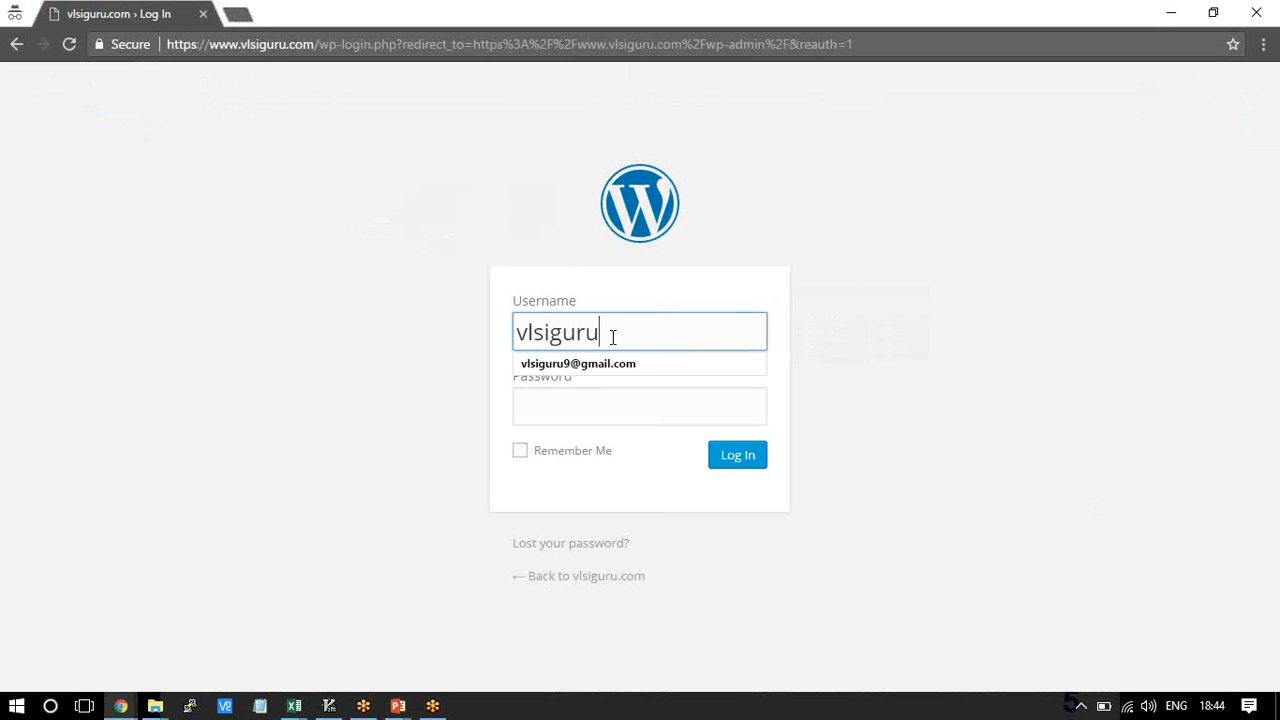 vlsiguru.com › Log In
Secure
https://www.vlsiguru.com/wp-login.php?redirect_to=https%3A%2F%2Fwww.vlsiguru.com%2Fwp-admin%2F&reauth=1
Username
vlsiguru
vlsiguru9@gmail.com
Password
Remember Me
Log In
Lost your password?
← Back to vlsiguru.com
ENG
18:44